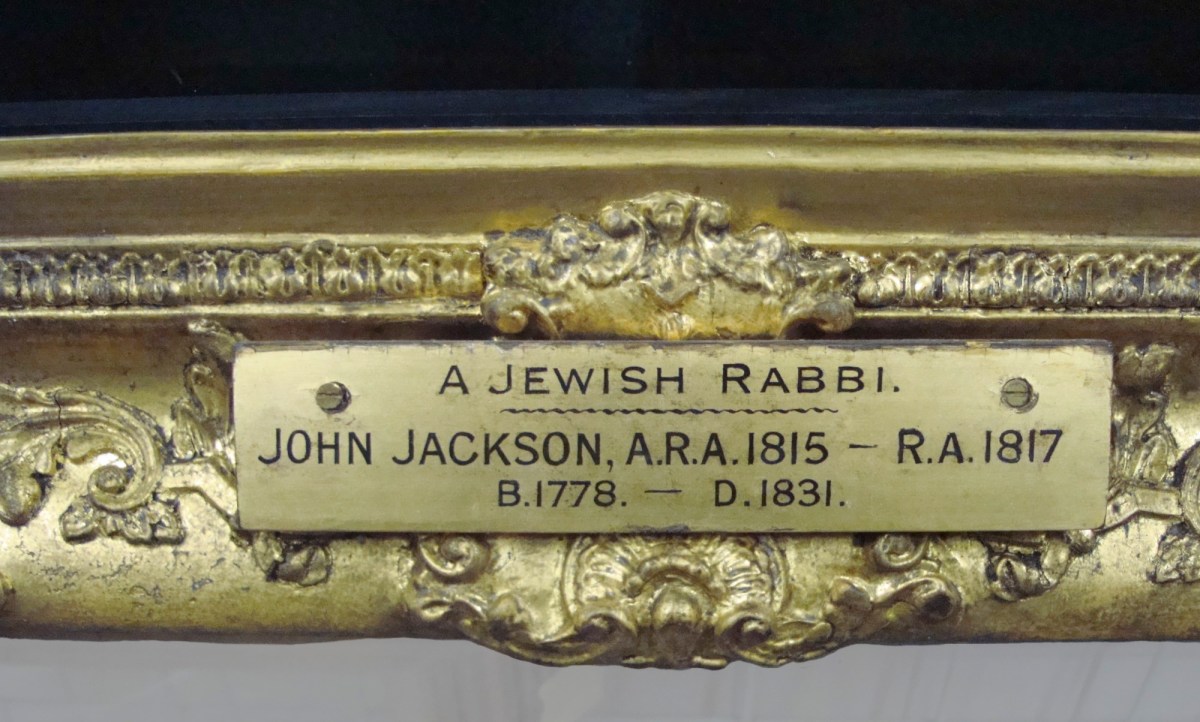 A JEWISH RABBI.
JOHN JACKSON, A.R.A. 1815 — R.A. 1817
B. 1778. — D. 1831.